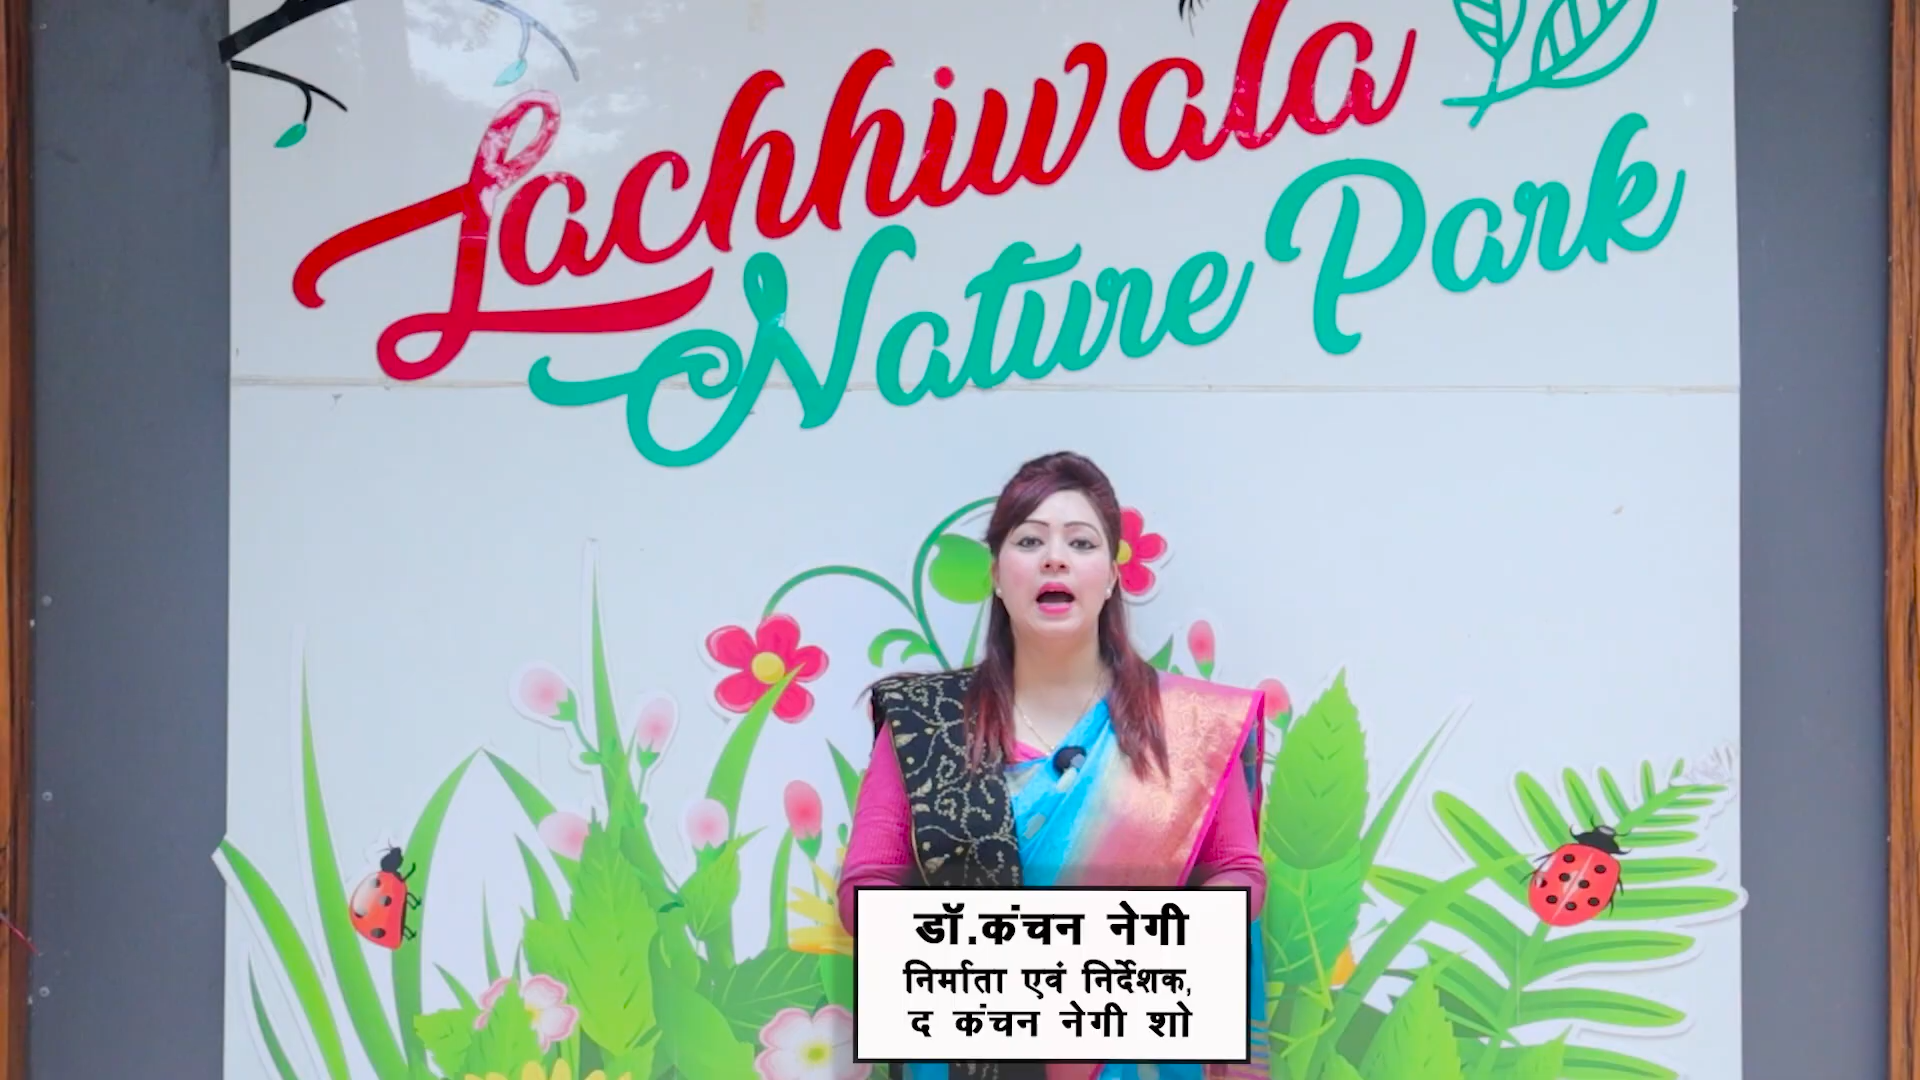 Lachhiwala
Nature Park
डॉ.कंचन नेगी
निर्माता एवं निर्देशक,
द कंचन नेगी शो